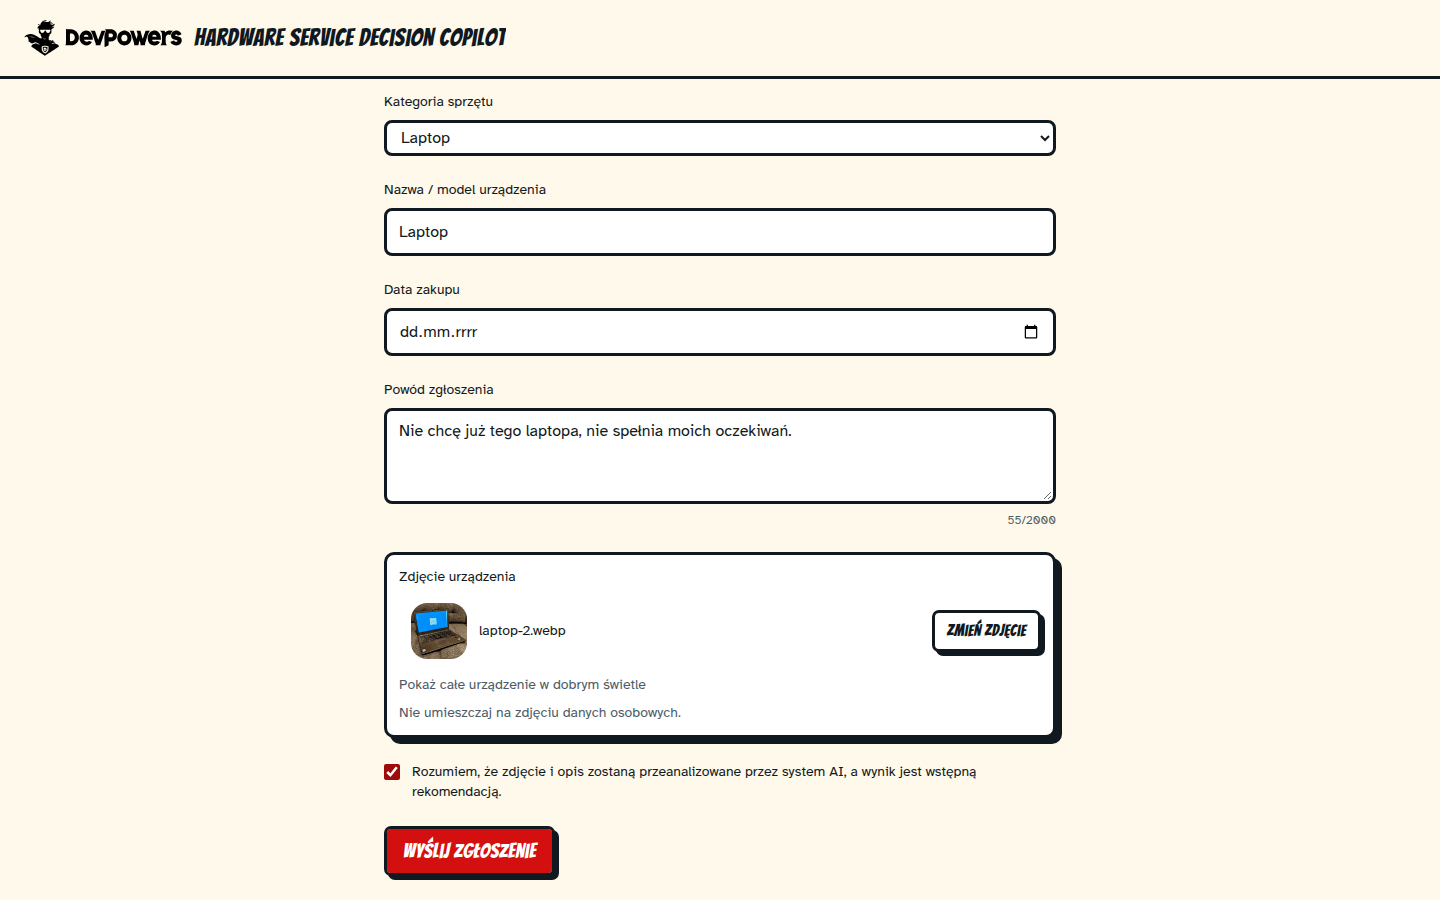 DevPowers HARDWARE SERVICE DECISION COPILOT
Kategoria sprzętu
Laptop
Nazwa / model urządzenia
Laptop
Data zakupu
dd.mm.rrrr
Powód zgłoszenia
Nie chcę już tego laptopa, nie spełnia moich oczekiwań.
55/2000
Zdjęcie urządzenia
laptop-2.webp
ZMIEŃ ZDJĘCIE
Pokaż całe urządzenie w dobrym świetle
Nie umieszczaj na zdjęciu danych osobowych.
Rozumiem, że zdjęcie i opis zostaną przeanalizowane przez system AI, a wynik jest wstępną
rekomendacją.
WYŚLIJ ZGŁOSZENIE